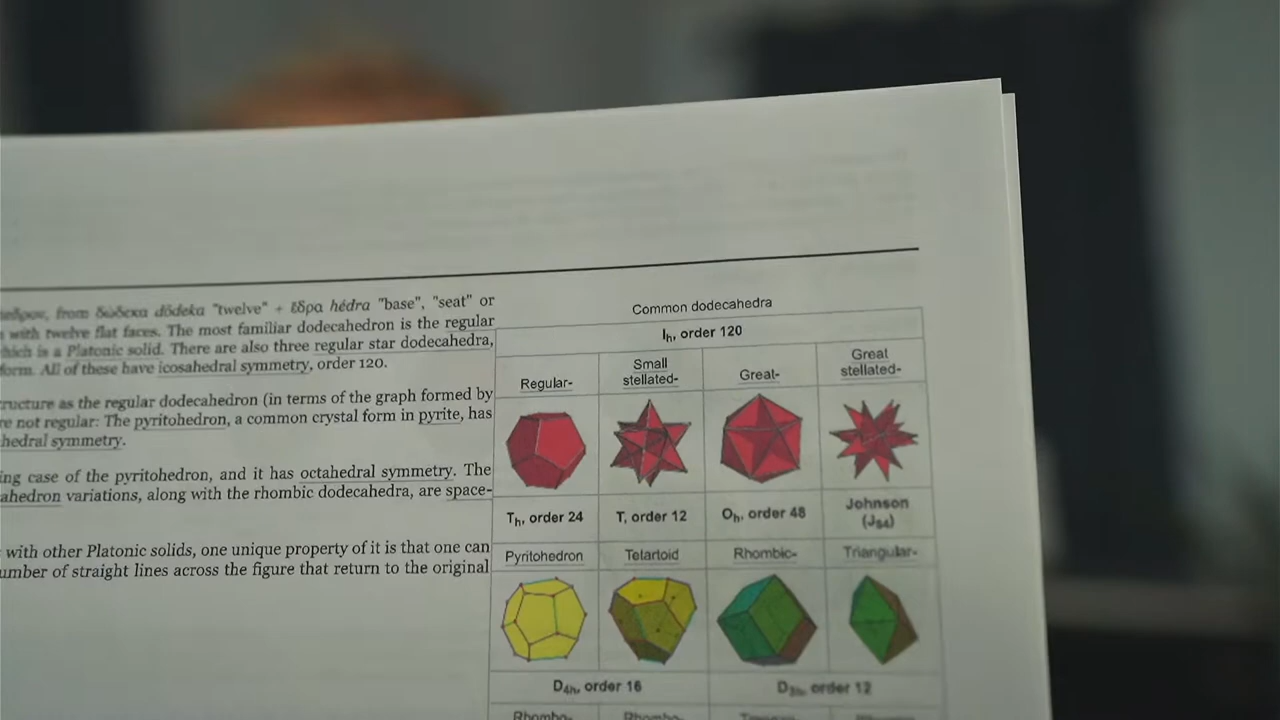 from δώδεκα dōdeka "twelve" + ἕδρα hédra "base", "seat" or
with twelve flat faces. The most familiar dodecahedron is the regular
which is a Platonic solid. There are also three regular star dodecahedra,
form. All of these have icosahedral symmetry, order 120.
ructure as the regular dodecahedron (in terms of the graph formed by
re not regular: The pyritohedron, a common crystal form in pyrite, has
hedral symmetry.
ing case of the pyritohedron, and it has octahedral symmetry. The
ahedron variations, along with the rhombic dodecahedra, are space-
with other Platonic solids, one unique property of it is that one can
umber of straight lines across the figure that return to the original
Common dodecahedra
Ih, order 120
Regular- Small stellated- Great- Great stellated-
Th, order 24 T, order 12 Oh, order 48 Johnson (J84)
Pyritohedron Tetartoid Rhombic- Triangular-
D4h, order 16 D3h, order 12
Rhombo- Rhombo-